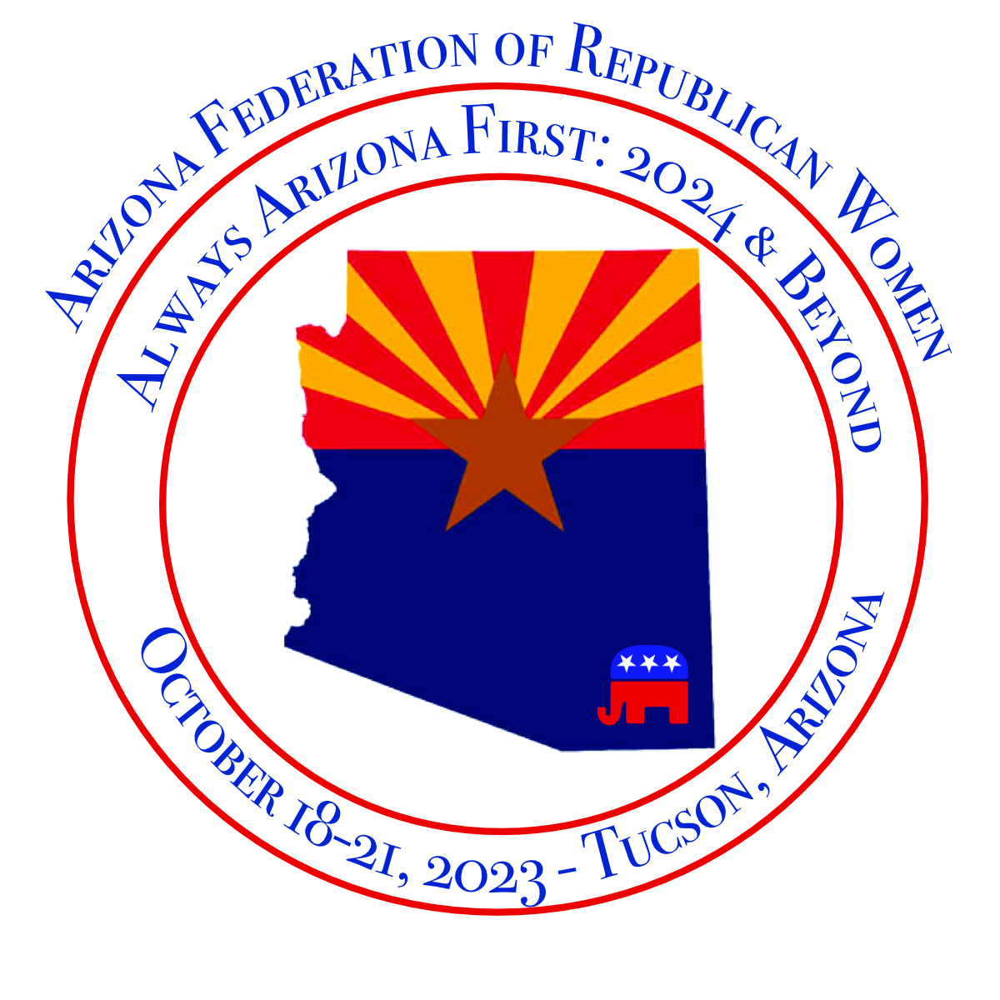 Arizona Federation of Republican Women
Always Arizona First: 2024 & Beyond
October 18-21, 2023 - Tucson, Arizona